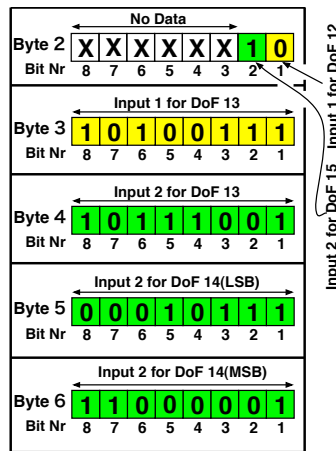 No Data
Byte 2 X X X X X X 1 0
Bit Nr 8 7 6 5 4 3 2 1
Input 1 for DoF 13
Byte 3 1 0 1 0 0 1 1 1
Bit Nr 8 7 6 5 4 3 2 1
Input 2 for DoF 13
Byte 4 1 0 1 1 1 0 0 1
Bit Nr 8 7 6 5 4 3 2 1
Input 2 for DoF 14(LSB)
Byte 5 0 0 0 1 0 1 1 1
Bit Nr 8 7 6 5 4 3 2 1
Input 2 for DoF 14(MSB)
Byte 6 1 1 0 0 0 0 0 1
Bit Nr 8 7 6 5 4 3 2 1
Input 2 for DoF 15
Input 1 for DoF 12